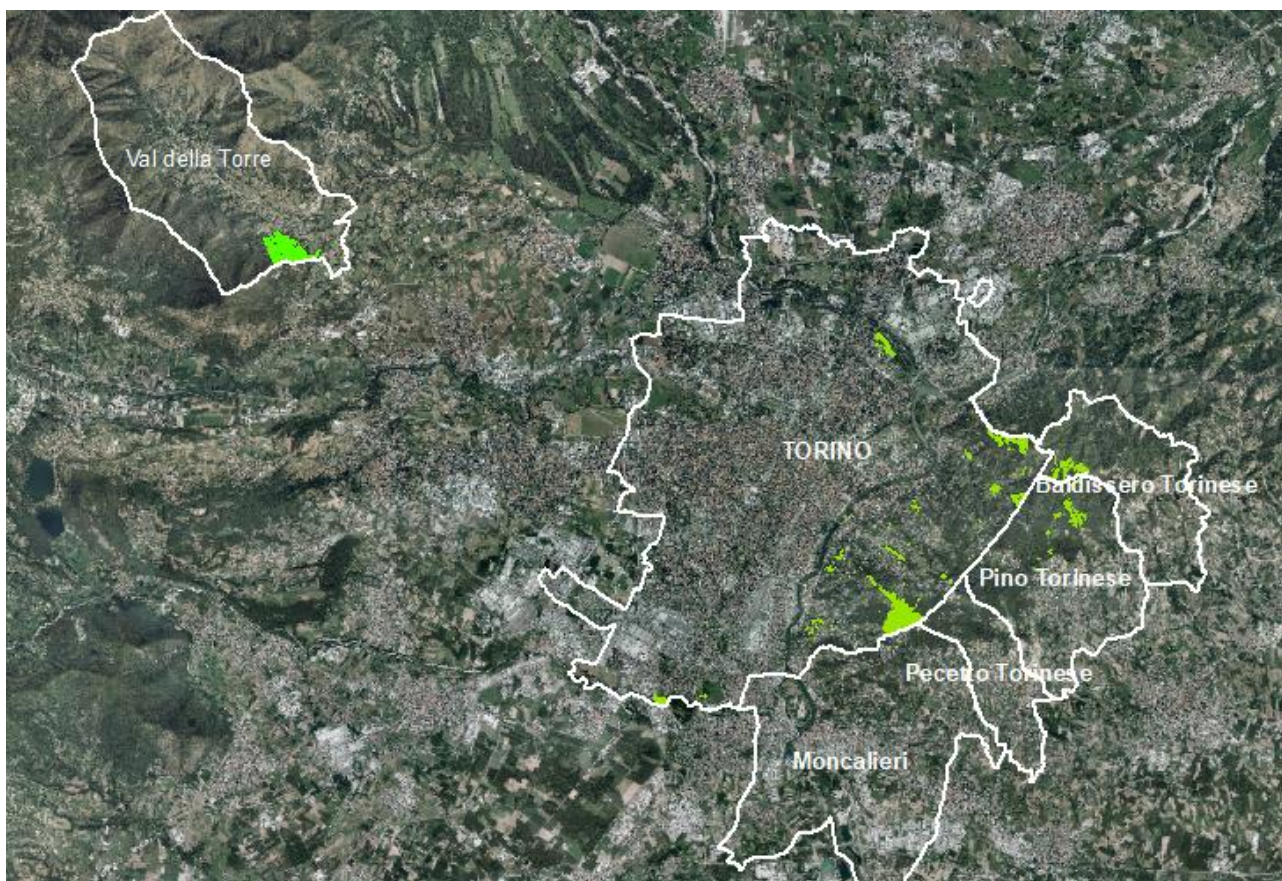 Val della Torre
TORINO
Baldissero Torinese
Pino Torinese
Pecetto Torinese
Moncalieri